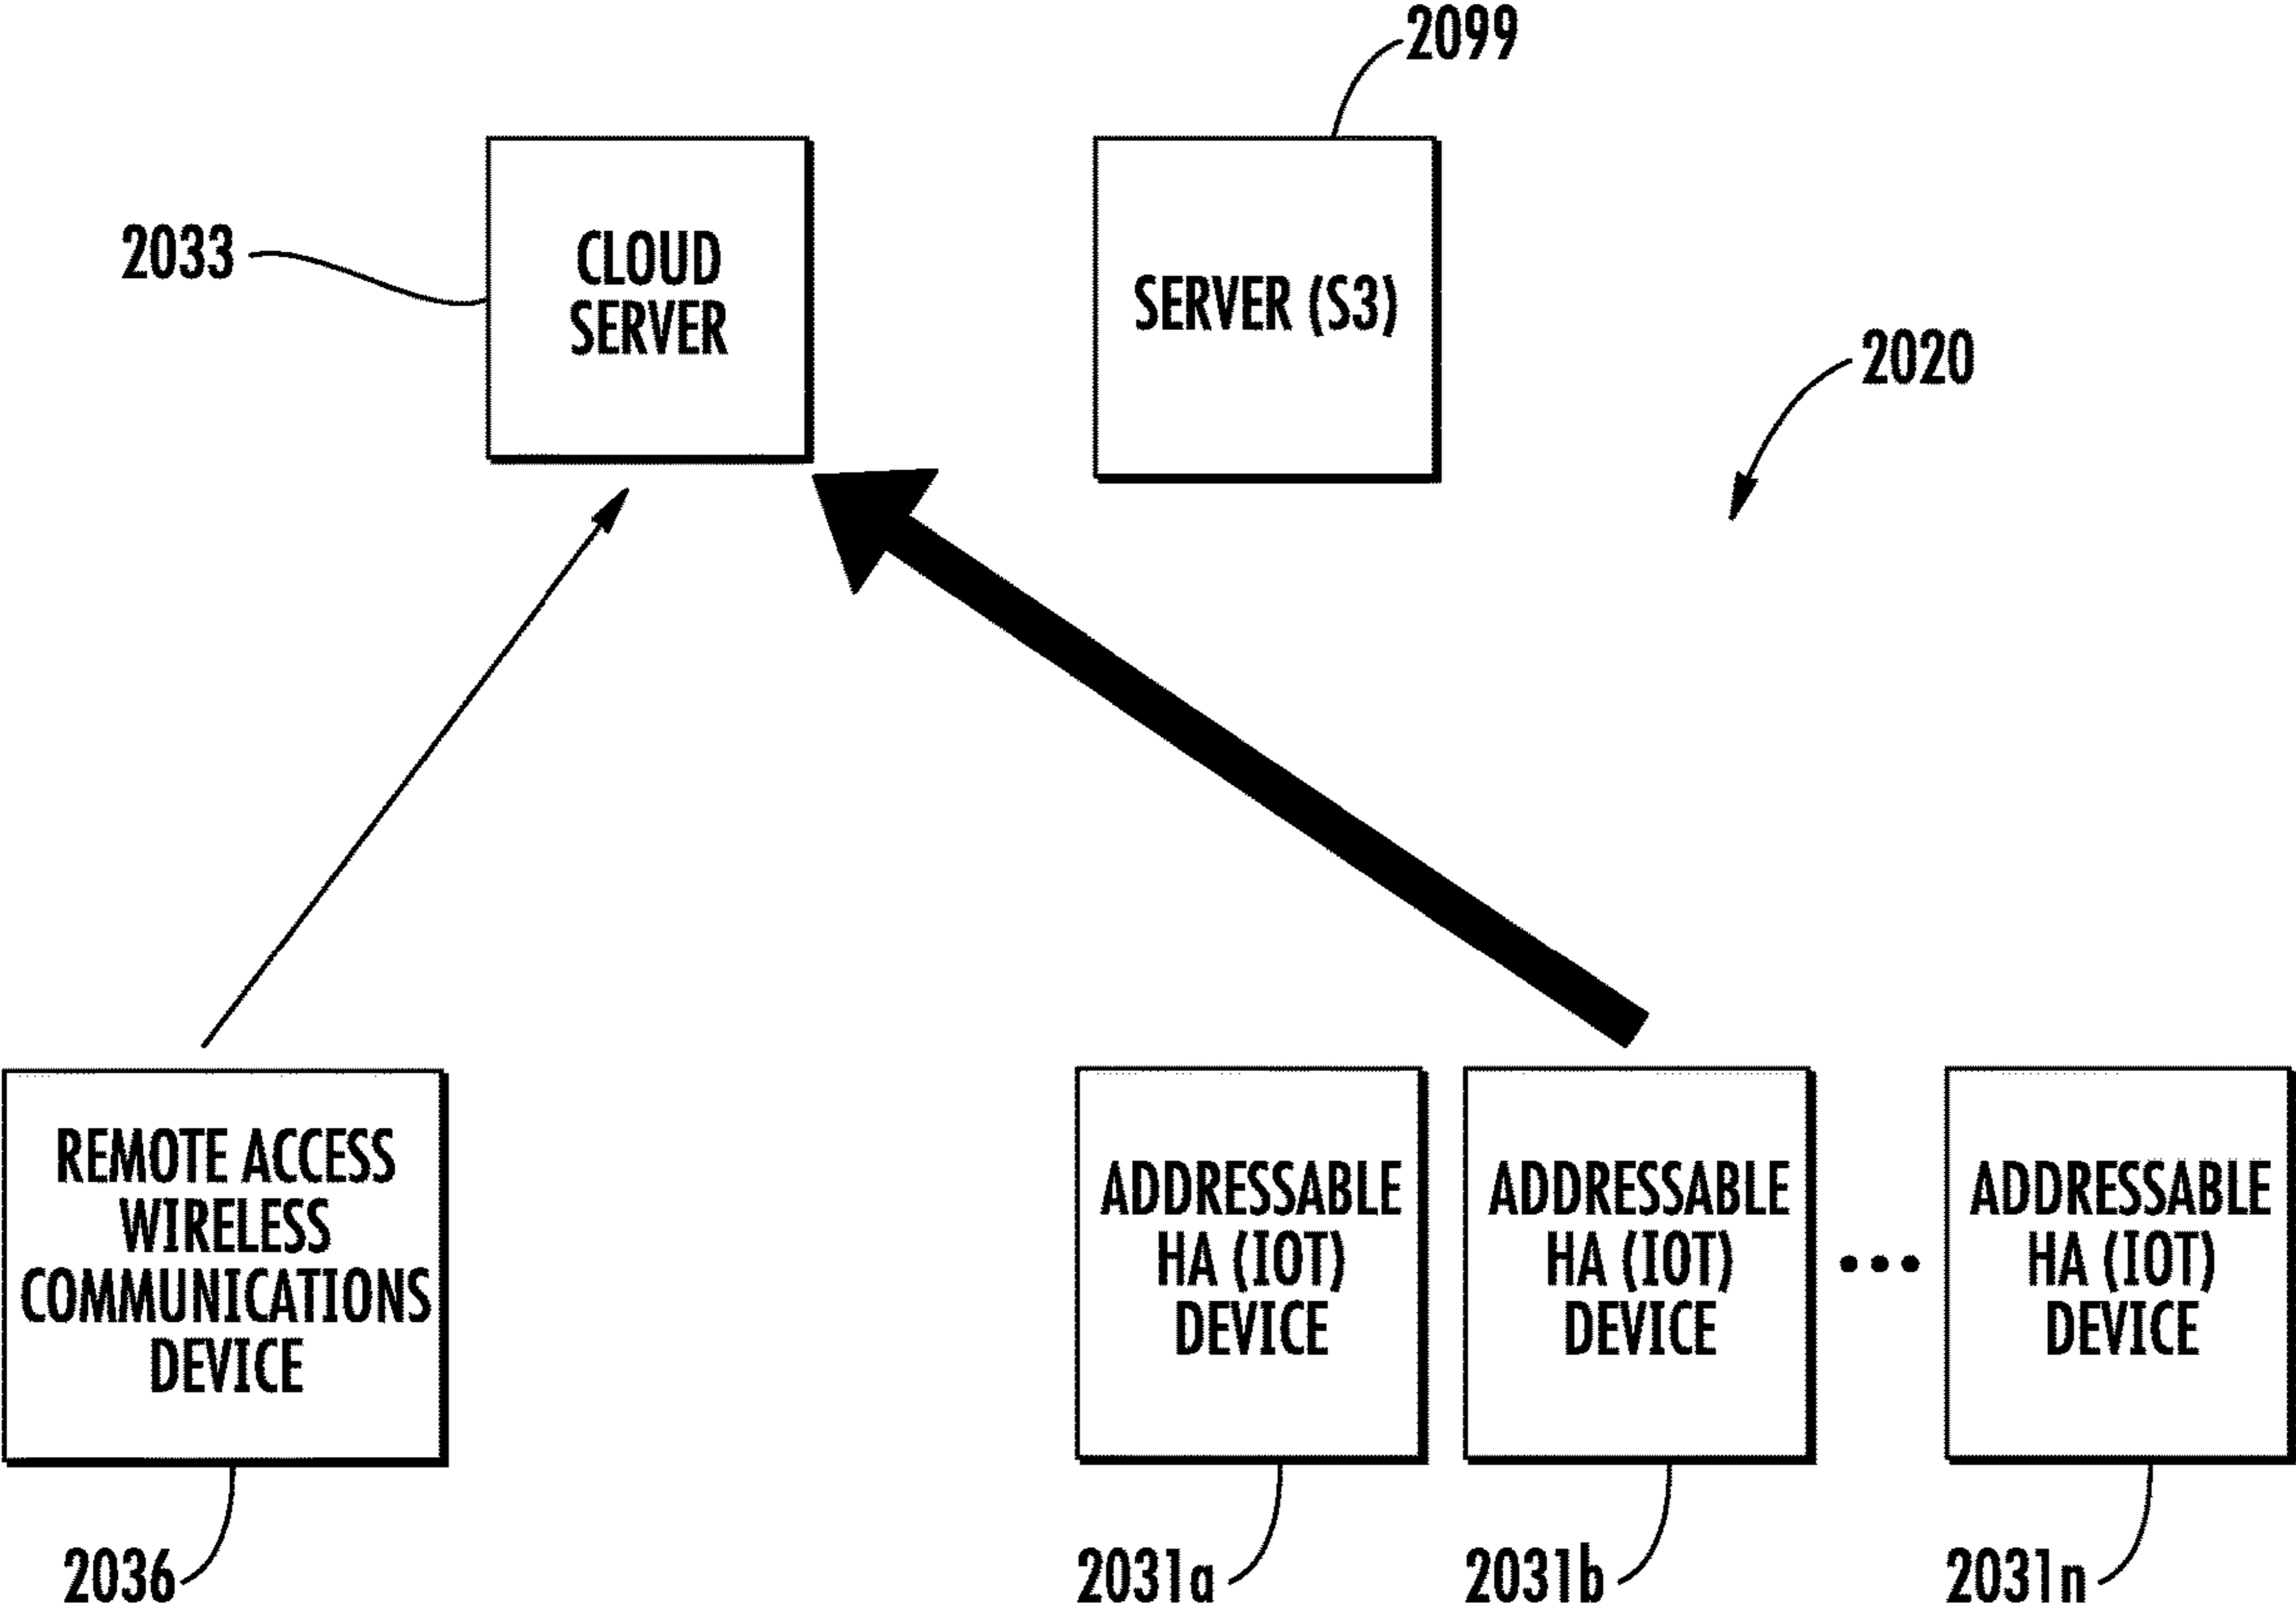 2099
2033
CLOUD
SERVER
SERVER (S3)
2020
REMOTE ACCESS
WIRELESS
COMMUNICATIONS
DEVICE
ADDRESSABLE
HA (IOT)
DEVICE
ADDRESSABLE
HA (IOT)
DEVICE
•••
ADDRESSABLE
HA (IOT)
DEVICE
2036
2031a
2031b
2031n